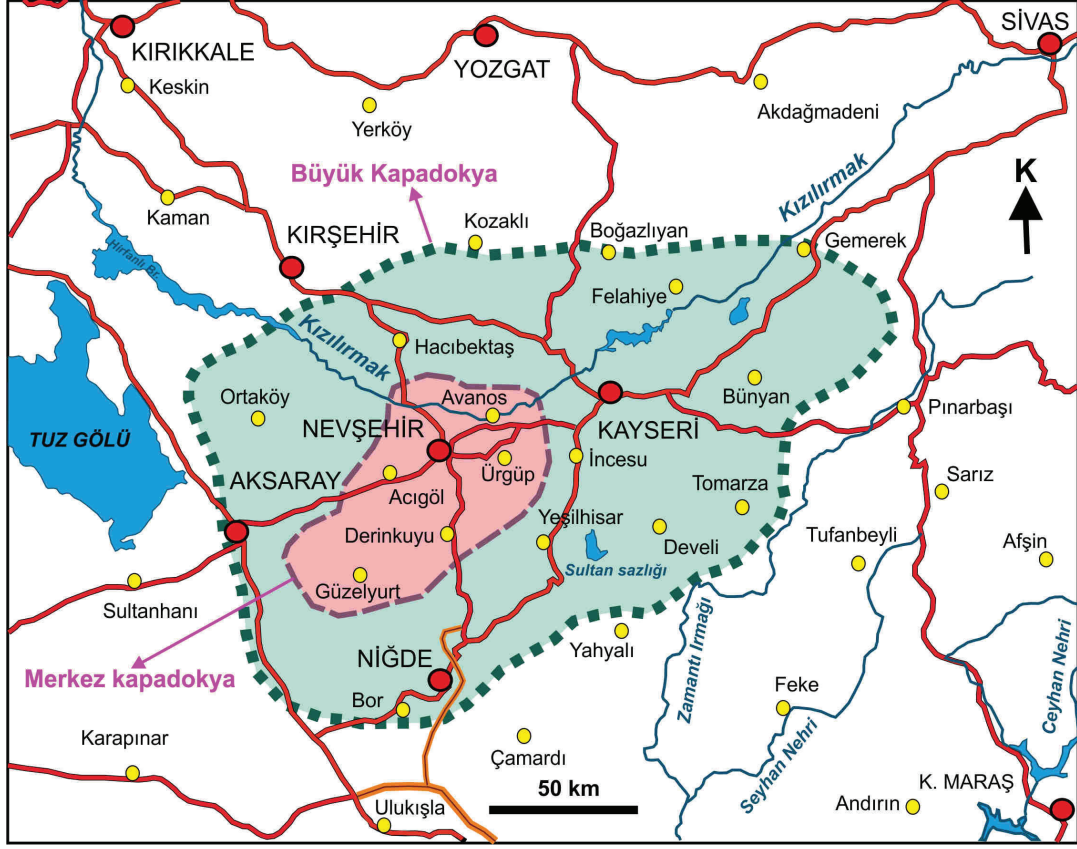 SİVAS
KIRIKKALE
YOZGAT
Keskin
Akdağmadeni
Yerköy
Büyük Kapadokya
K
Kızılırmak
Kaman
Kozaklı
Boğazlıyan
Gemerek
KIRŞEHİR
Hirfanlı Br.
Felahiye
Kızılırmak
Hacıbektaş
Ortaköy
Avanos
Bünyan
Pınarbaşı
TUZ GÖLÜ
NEVŞEHİR
KAYSERİ
İncesu
AKSARAY
Ürgüp
Acıgöl
Tomarza
Sarız
Yeşilhisar
Derinkuyu
Develi
Tufanbeyli
Afşin
Sultan sazlığı
Güzelyurt
Sultanhanı
Yahyalı
NİĞDE
Zamantı Irmağı
Ceyhan Nehri
Merkez kapadokya
Bor
Feke
Seyhan Nehri
Karapınar
Çamardı
50 km
K. MARAŞ
Ulukışla
Andırın